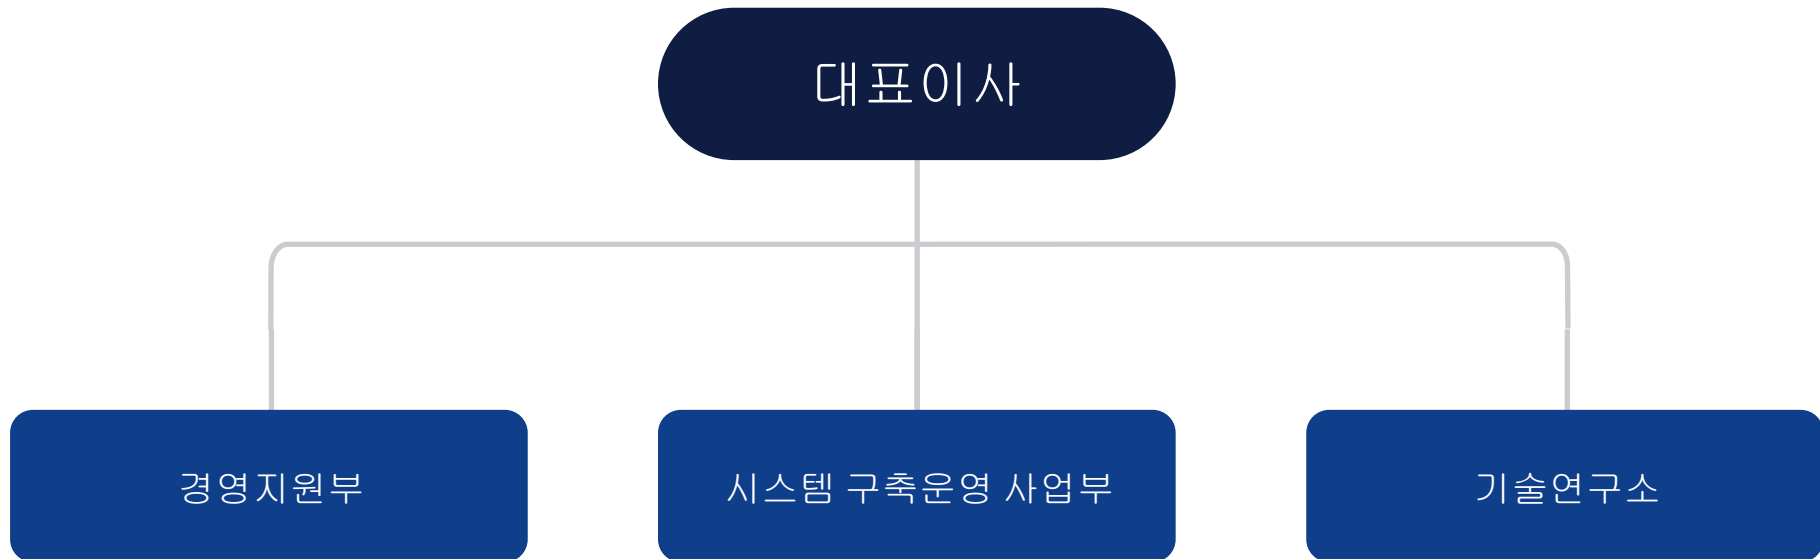 대표이사
경영지원부
시스템 구축운영 사업부
기술연구소